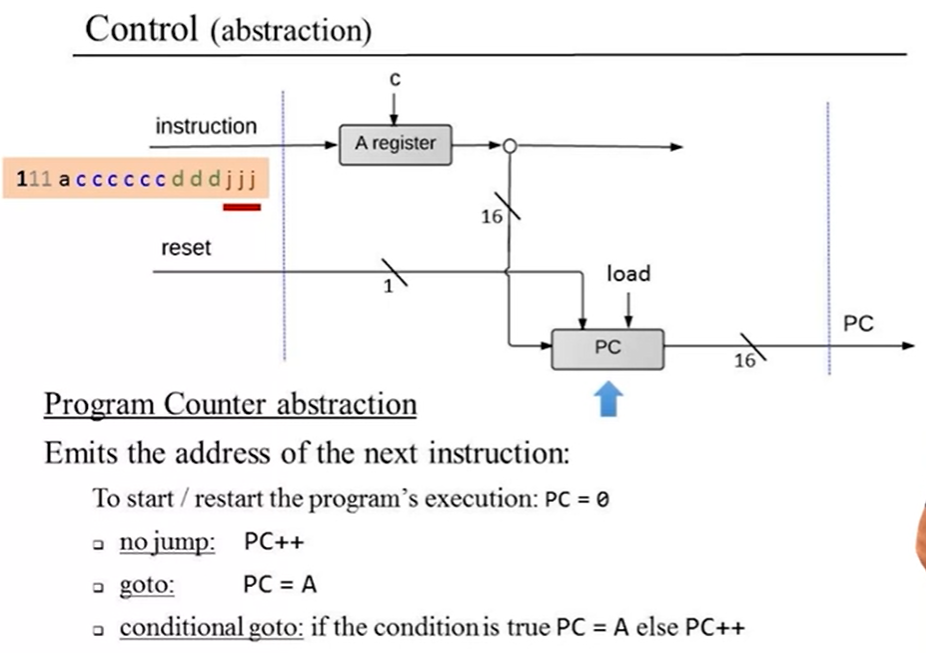 Control (abstraction)
c
instruction
A register
111 a c c c c c c d d d j j j
16
reset
1
load
PC
PC
16
Program Counter abstraction
Emits the address of the next instruction:
To start / restart the program's execution: PC = 0
no jump: PC++
goto: PC = A
conditional goto: if the condition is true PC = A else PC++